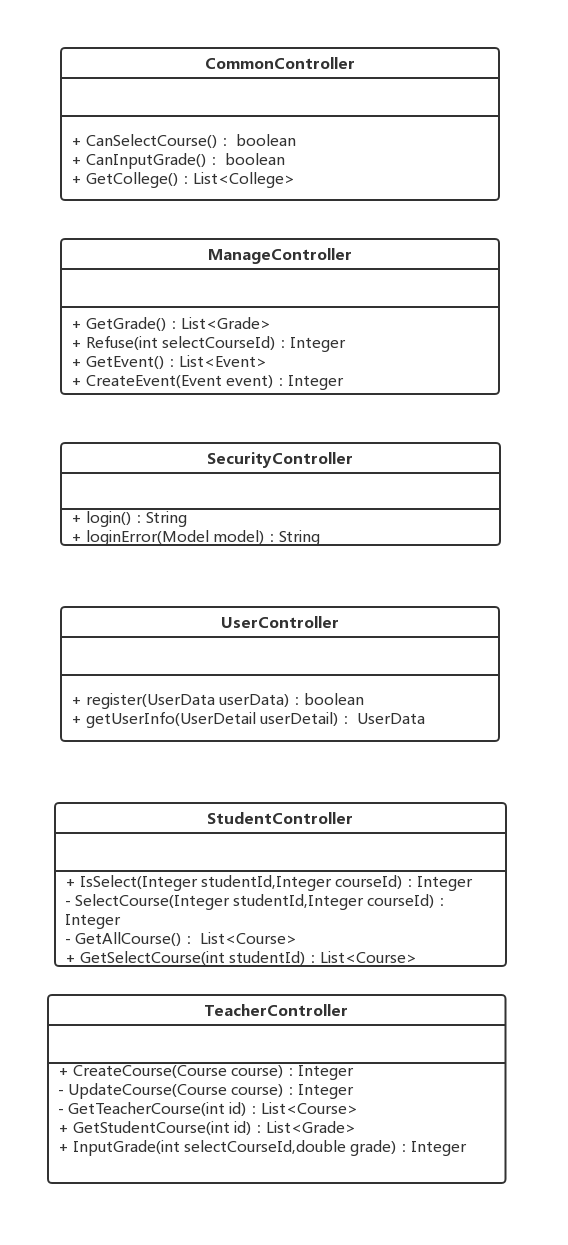 CommonController
+ CanSelectCourse() : boolean
+ CanInputGrade() : boolean
+ GetCollege() : List<College>
ManageController
+ GetGrade() : List<Grade>
+ Refuse(int selectCourseId) : Integer
+ GetEvent() : List<Event>
+ CreateEvent(Event event) : Integer
SecurityController
+ login() : String
+ loginError(Model model) : String
UserController
+ register(UserData userData) : boolean
+ getUserInfo(UserDetail userDetail) : UserData
StudentController
+ IsSelect(Integer studentId,Integer courseId) : Integer
- SelectCourse(Integer studentId,Integer courseId) :
Integer
- GetAllCourse() : List<Course>
+ GetSelectCourse(int studentId) : List<Course>
TeacherController
+ CreateCourse(Course course) : Integer
- UpdateCourse(Course course) : Integer
- GetTeacherCourse(int id) : List<Course>
+ GetStudentCourse(int id) : List<Grade>
+ InputGrade(int selectCourseId,double grade) : Integer